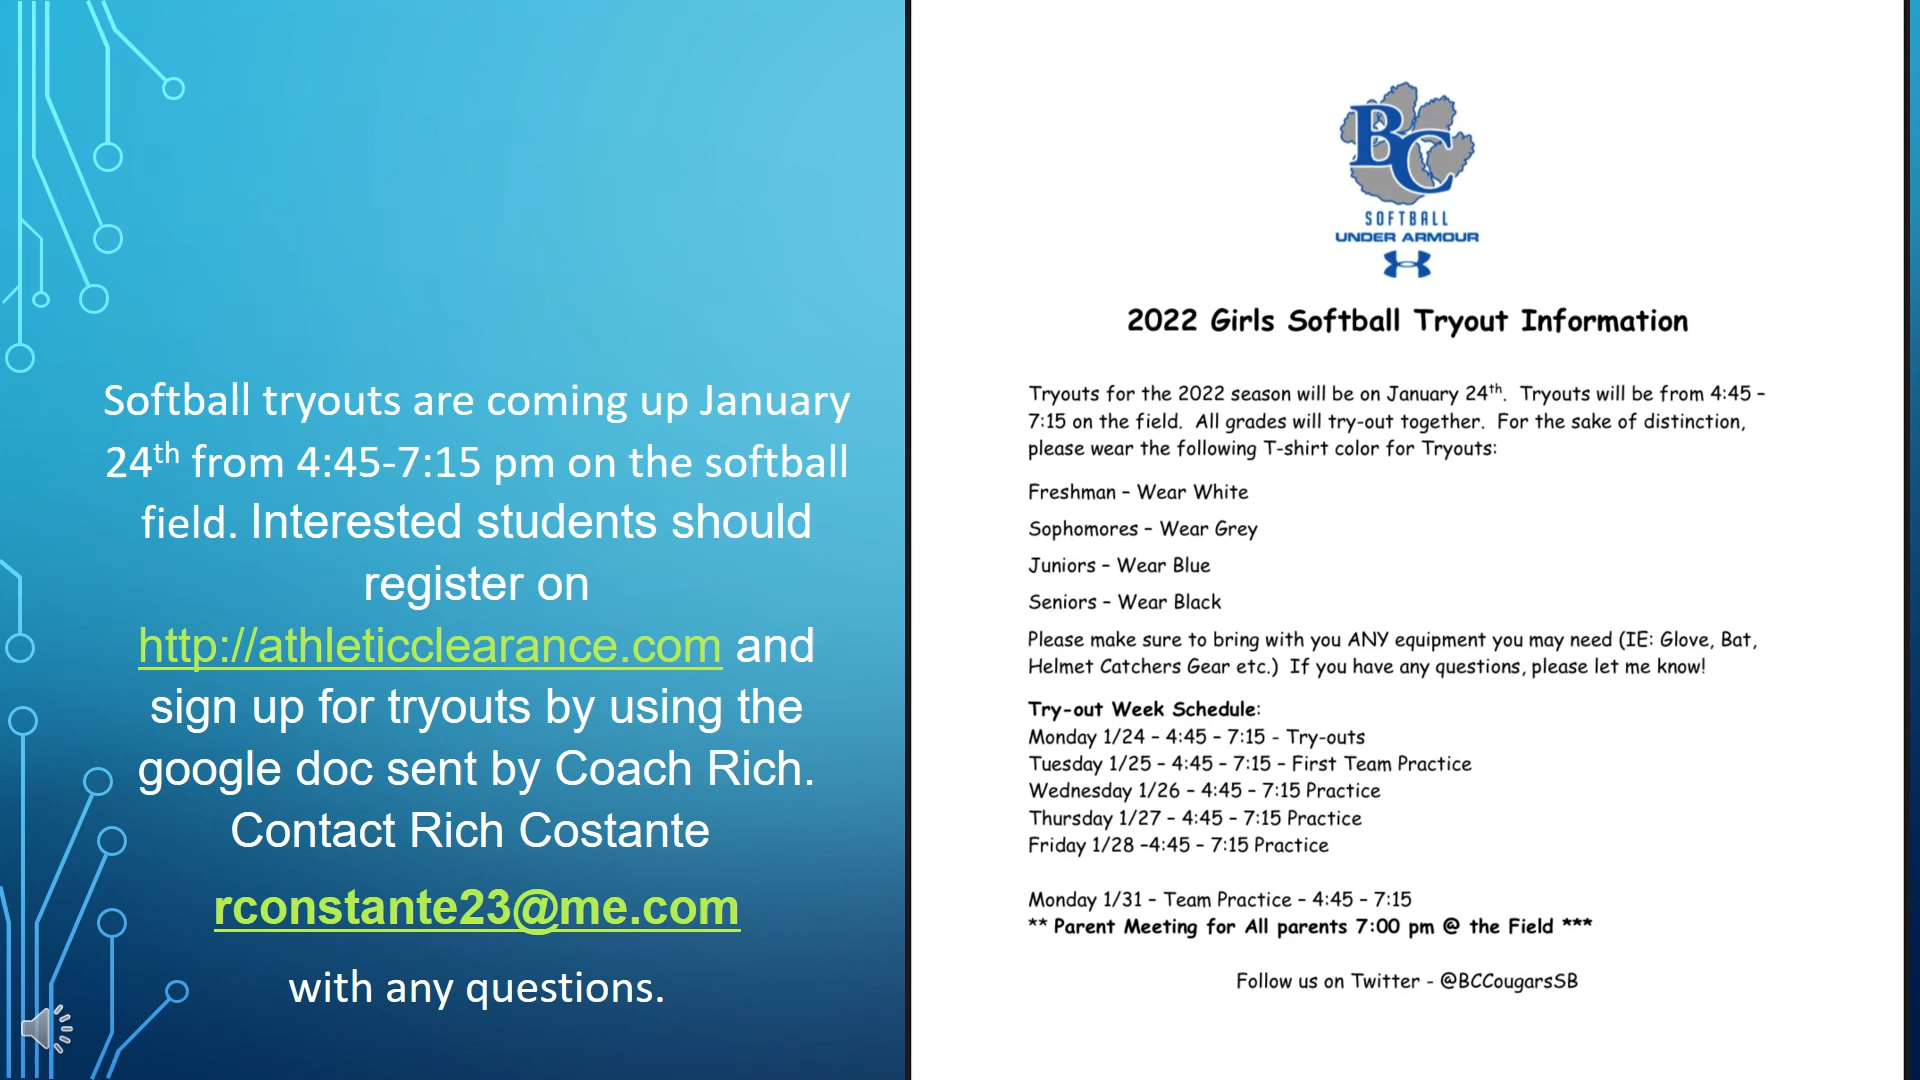 Softball tryouts are coming up January
24th from 4:45-7:15 pm on the softball
field. Interested students should
register on
http://athleticclearance.com and
sign up for tryouts by using the
google doc sent by Coach Rich.
Contact Rich Costante
rconstante23@me.com
with any questions.
BC
SOFTBALL
UNDER ARMOUR
2022 Girls Softball Tryout Information
Tryouts for the 2022 season will be on January 24th. Tryouts will be from 4:45 –
7:15 on the field. All grades will try-out together. For the sake of distinction,
please wear the following T-shirt color for Tryouts:
Freshman – Wear White
Sophomores – Wear Grey
Juniors – Wear Blue
Seniors – Wear Black
Please make sure to bring with you ANY equipment you may need (IE: Glove, Bat,
Helmet Catchers Gear etc.) If you have any questions, please let me know!
Try-out Week Schedule:
Monday 1/24 – 4:45 – 7:15 - Try-outs
Tuesday 1/25 – 4:45 – 7:15 – First Team Practice
Wednesday 1/26 – 4:45 – 7:15 Practice
Thursday 1/27 – 4:45 – 7:15 Practice
Friday 1/28 –4:45 – 7:15 Practice
Monday 1/31 – Team Practice – 4:45 – 7:15
** Parent Meeting for All parents 7:00 pm @ the Field ***
Follow us on Twitter - @BCCougarsSB